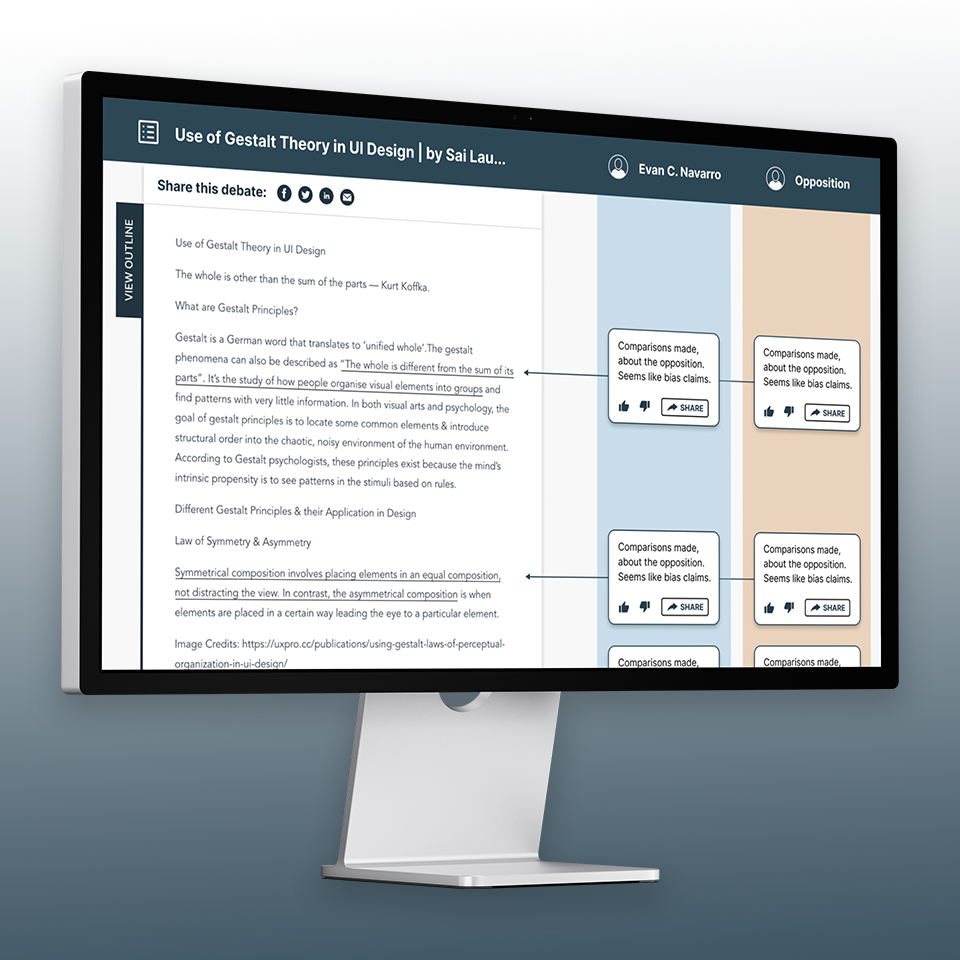 Use of Gestalt Theory in UI Design | by Sai Lau...
Evan C. Navarro
Opposition
Share this debate:
VIEW OUTLINE
Use of Gestalt Theory in UI Design
The whole is other than the sum of the parts — Kurt Koffka.
What are Gestalt Principles?
Gestalt is a German word that translates to ‘unified whole’.The gestalt
phenomena can also be described as “The whole is different from the sum of its
parts”. It’s the study of how people organise visual elements into groups and
find patterns with very little information. In both visual arts and psychology, the
goal of gestalt principles is to locate some common elements & introduce
structural order into the chaotic, noisy environment of the human environment.
According to Gestalt psychologists, these principles exist because the mind’s
intrinsic propensity is to see patterns in the stimuli based on rules.
Different Gestalt Principles & their Application in Design
Law of Symmetry & Asymmetry
Symmetrical composition involves placing elements in an equal composition,
not distracting the view. In contrast, the asymmetrical composition is when
elements are placed in a certain way leading the eye to a particular element.
Image Credits: https://uxpro.cc/publications/using-gestalt-laws-of-perceptual-
organization-in-ui-design/
Comparisons made,
about the opposition.
Seems like bias claims.
SHARE
Comparisons made,
about the opposition.
Seems like bias claims.
SHARE
Comparisons made,
about the opposition.
Seems like bias claims.
SHARE
Comparisons made,
about the opposition.
Seems like bias claims.
SHARE
Comparisons made,
Comparisons made,